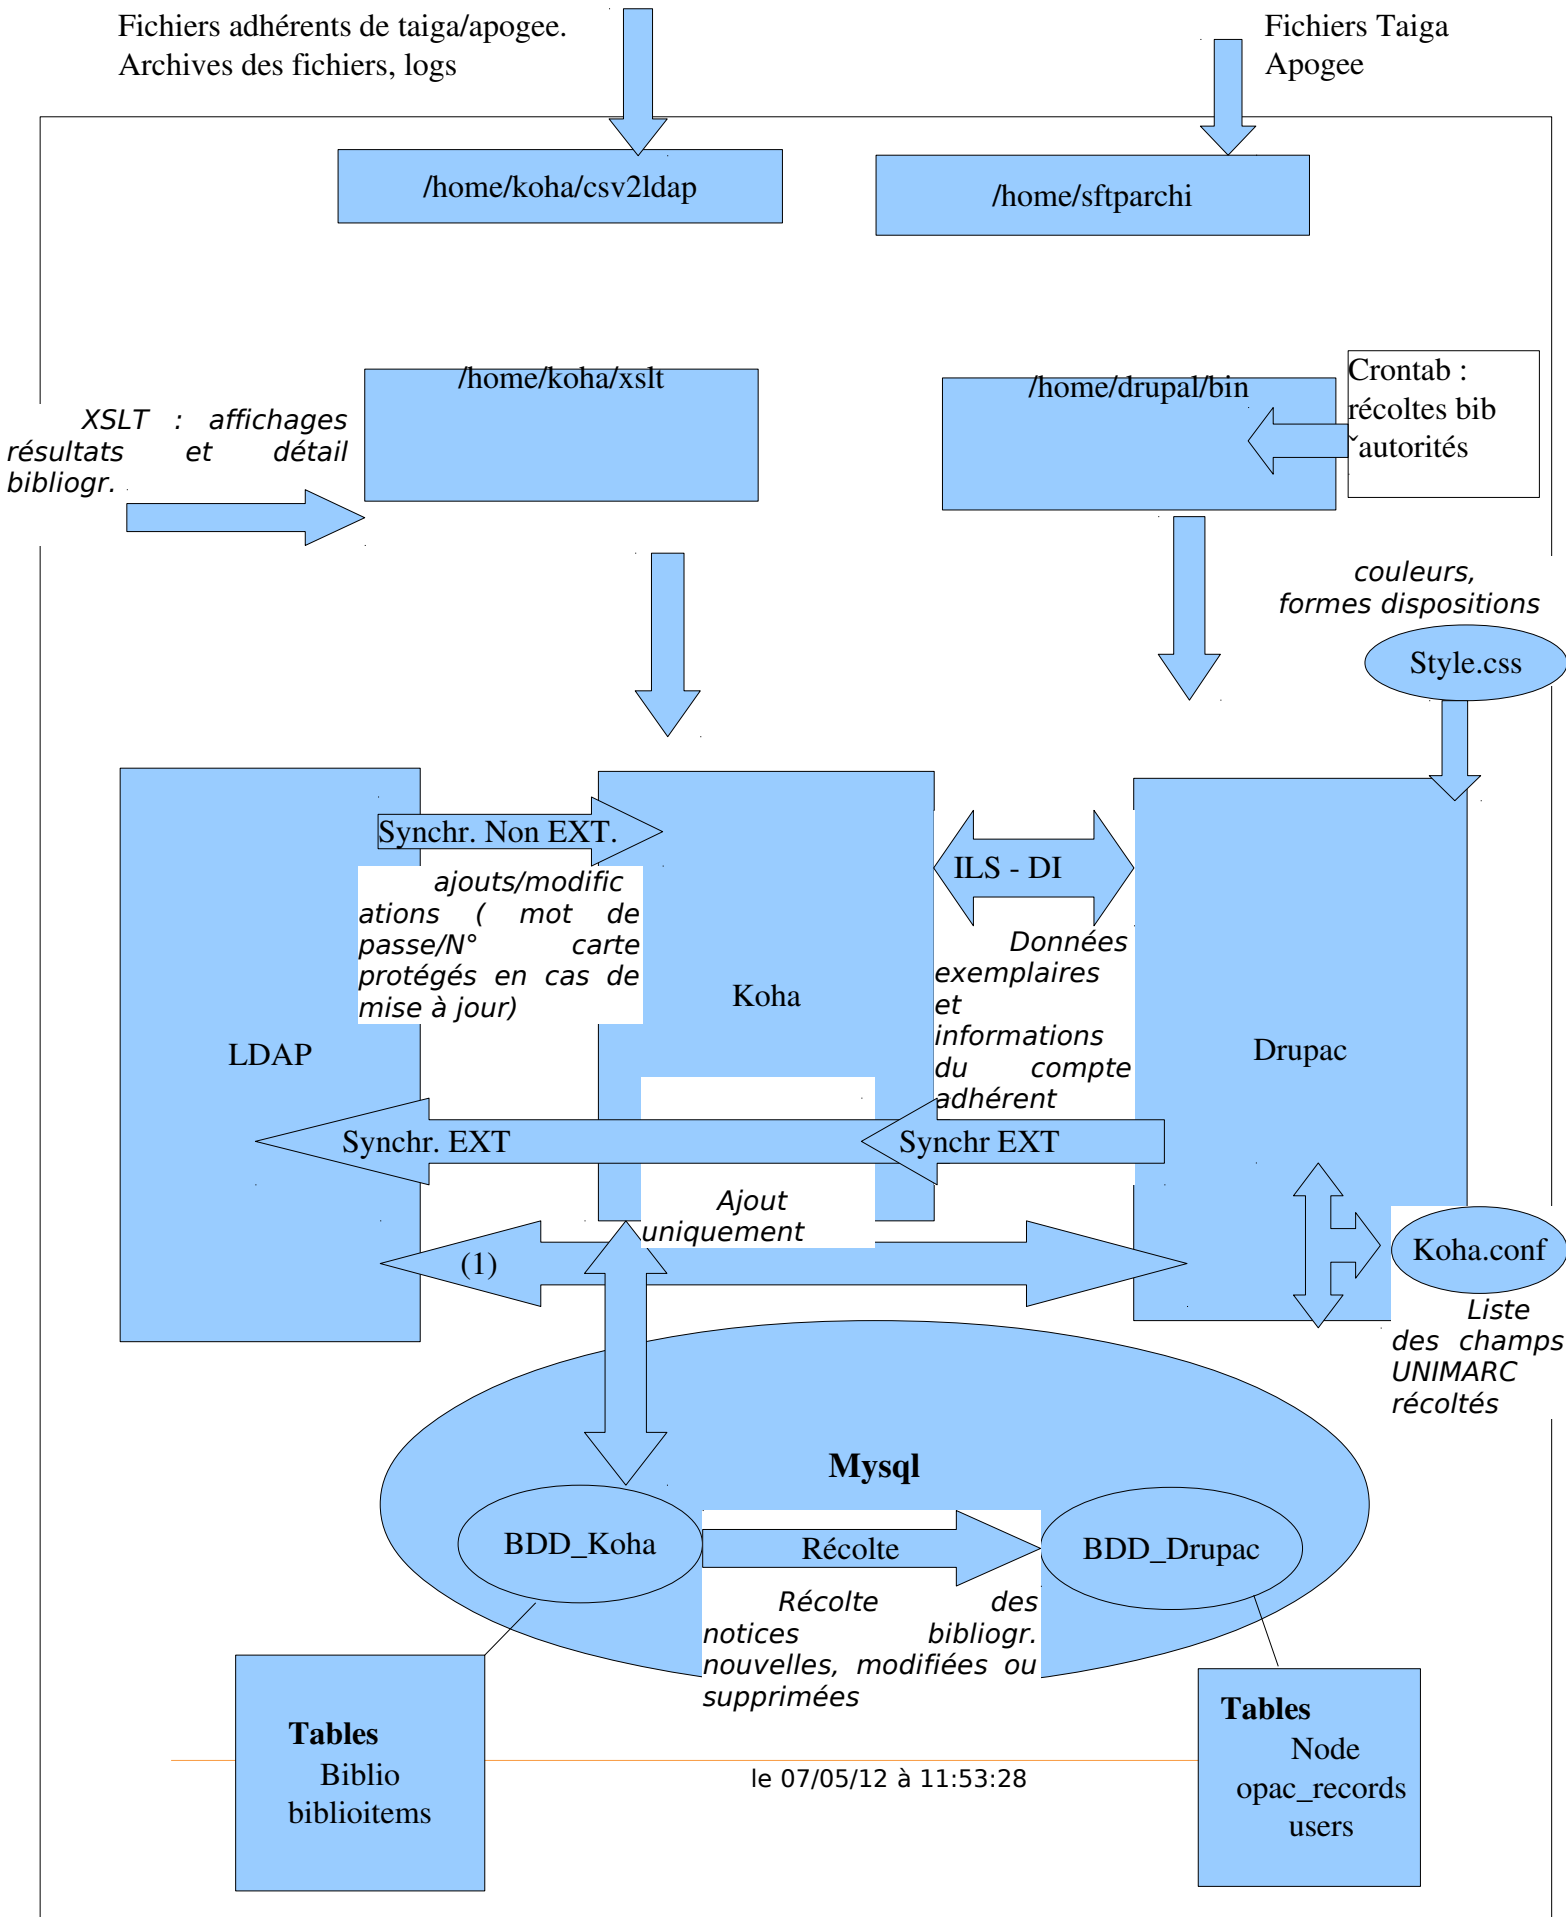 Fichiers adhérents de taiga/apogee.
Archives des fichiers, logs
Fichiers Taiga
Apogee
/home/koha/csv2ldap
/home/sftparchi
/home/koha/xslt
/home/drupal/bin
Crontab :
récoltes bib
ˇautorités
XSLT : affichages
résultats et détail
bibliogr.
couleurs,
formes dispositions
Style.css
Synchr. Non EXT.
ajouts/modific
ations ( mot de
passe/N° carte
protégés en cas de
mise à jour)
ILS - DI
Données
exemplaires
et
informations
du compte
adhérent
Koha
LDAP
Drupac
Synchr. EXT
Synchr EXT
Ajout
uniquement
(1)
Koha.conf
Liste
des champs
UNIMARC
récoltés
Mysql
BDD_Koha
Récolte
BDD_Drupac
Récolte des
notices bibliogr.
nouvelles, modifiées ou
supprimées
Tables
Biblio
biblioitems
Tables
Node
opac_records
users
le 07/05/12 à 11:53:28